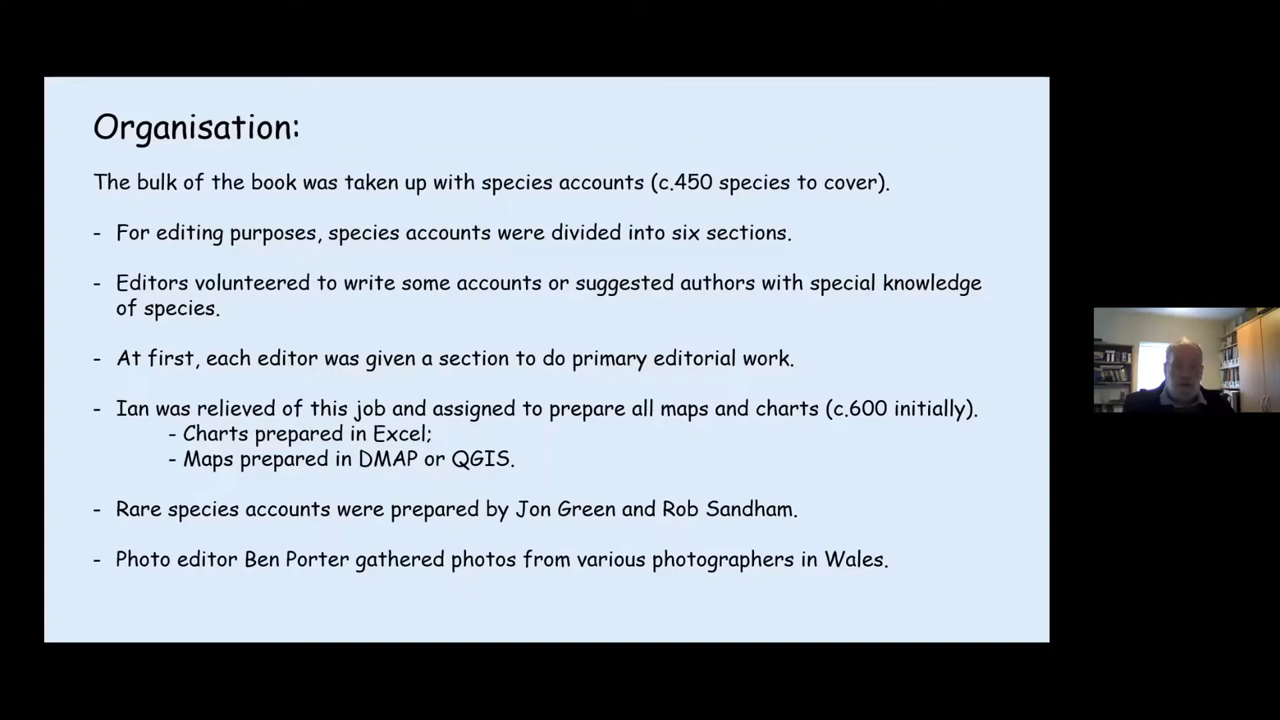 Organisation:
The bulk of the book was taken up with species accounts (c.450 species to cover).
- For editing purposes, species accounts were divided into six sections.
- Editors volunteered to write some accounts or suggested authors with special knowledge
of species.
- At first, each editor was given a section to do primary editorial work.
- Ian was relieved of this job and assigned to prepare all maps and charts (c.600 initially).
- Charts prepared in Excel;
- Maps prepared in DMAP or QGIS.
- Rare species accounts were prepared by Jon Green and Rob Sandham.
- Photo editor Ben Porter gathered photos from various photographers in Wales.